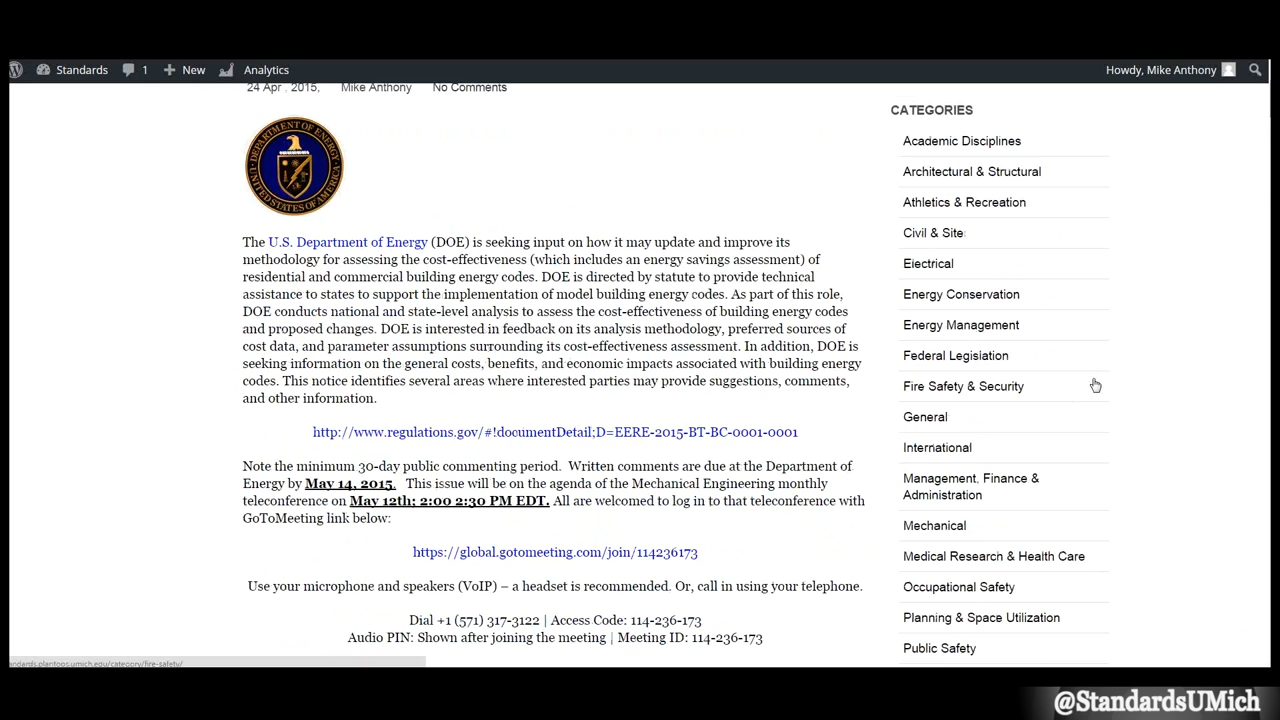 Standards 1 New Analytics Howdy, Mike Anthony
24 Apr , 2015, Mike Anthony No Comments
DEPARTMENT OF ENERGY
UNITED STATES OF AMERICA
The U.S. Department of Energy (DOE) is seeking input on how it may update and improve its
methodology for assessing the cost-effectiveness (which includes an energy savings assessment) of
residential and commercial building energy codes. DOE is directed by statute to provide technical
assistance to states to support the implementation of model building energy codes. As part of this role,
DOE conducts national and state-level analysis to assess the cost-effectiveness of building energy codes
and proposed changes. DOE is interested in feedback on its analysis methodology, preferred sources of
cost data, and parameter assumptions surrounding its cost-effectiveness assessment. In addition, DOE is
seeking information on the general costs, benefits, and economic impacts associated with building energy
codes. This notice identifies several areas where interested parties may provide suggestions, comments,
and other information.
http://www.regulations.gov/#!documentDetail;D=EERE-2015-BT-BC-0001-0001
Note the minimum 30-day public commenting period. Written comments are due at the Department of
Energy by May 14, 2015. This issue will be on the agenda of the Mechanical Engineering monthly
teleconference on May 12th; 2:00 2:30 PM EDT. All are welcomed to log in to that teleconference with
GoToMeeting link below:
https://global.gotomeeting.com/join/114236173
Use your microphone and speakers (VoIP) – a headset is recommended. Or, call in using your telephone.
Dial +1 (571) 317-3122 | Access Code: 114-236-173
Audio PIN: Shown after joining the meeting | Meeting ID: 114-236-173
CATEGORIES
Academic Disciplines
Architectural & Structural
Athletics & Recreation
Civil & Site
Electrical
Energy Conservation
Energy Management
Federal Legislation
Fire Safety & Security
General
International
Management, Finance &
Administration
Mechanical
Medical Research & Health Care
Occupational Safety
Planning & Space Utilization
Public Safety
andards.plantops.umich.edu/category/fire-safety/
@StandardsUMich